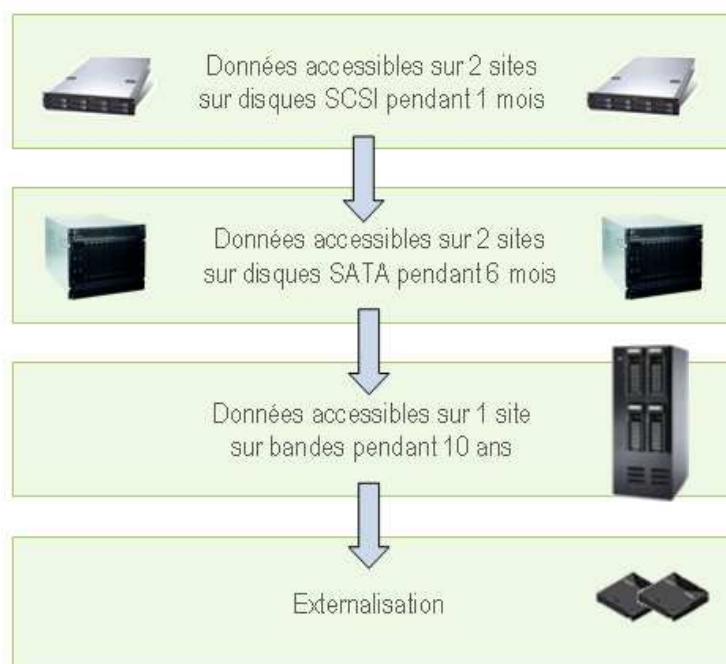 Données accessibles sur 2 sites
sur disques SCSI pendant 1 mois
Données accessibles sur 2 sites
sur disques SATA pendant 6 mois
Données accessibles sur 1 site
sur bandes pendant 10 ans
Externalisation